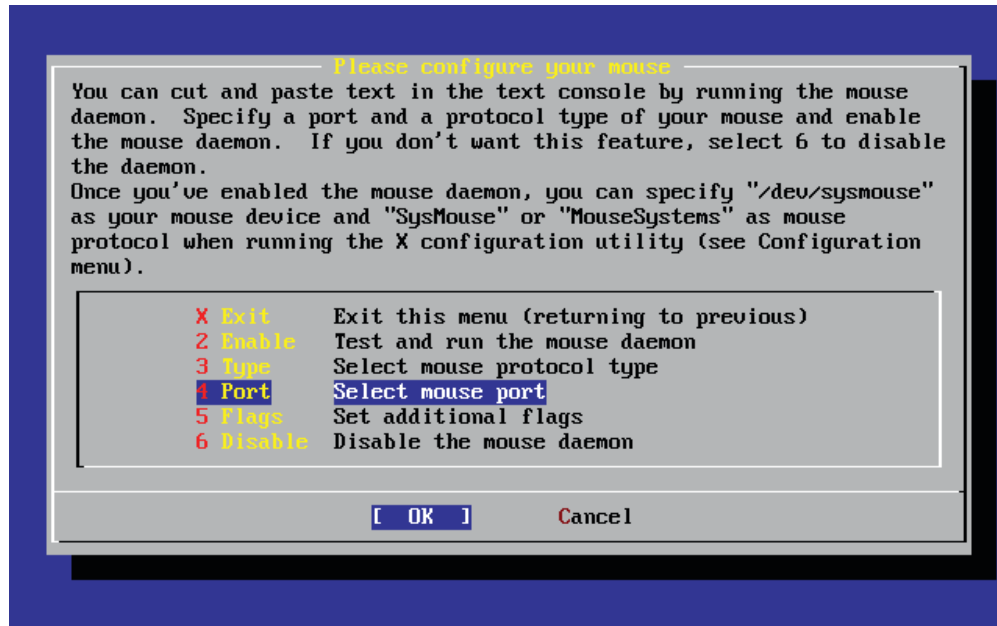 Please configure your mouse
You can cut and paste text in the text console by running the mouse
daemon.  Specify a port and a protocol type of your mouse and enable
the mouse daemon.  If you don't want this feature, select 6 to disable
the daemon.
Once you've enabled the mouse daemon, you can specify "/dev/sysmouse"
as your mouse device and "SysMouse" or "MouseSystems" as mouse
protocol when running the X configuration utility (see Configuration
menu).
X Exit Exit this menu (returning to previous)
2 Enable Test and run the mouse daemon
3 Type Select mouse protocol type
4 Port Select mouse port
5 Flags Set additional flags
6 Disable Disable the mouse daemon
[ OK ] Cancel